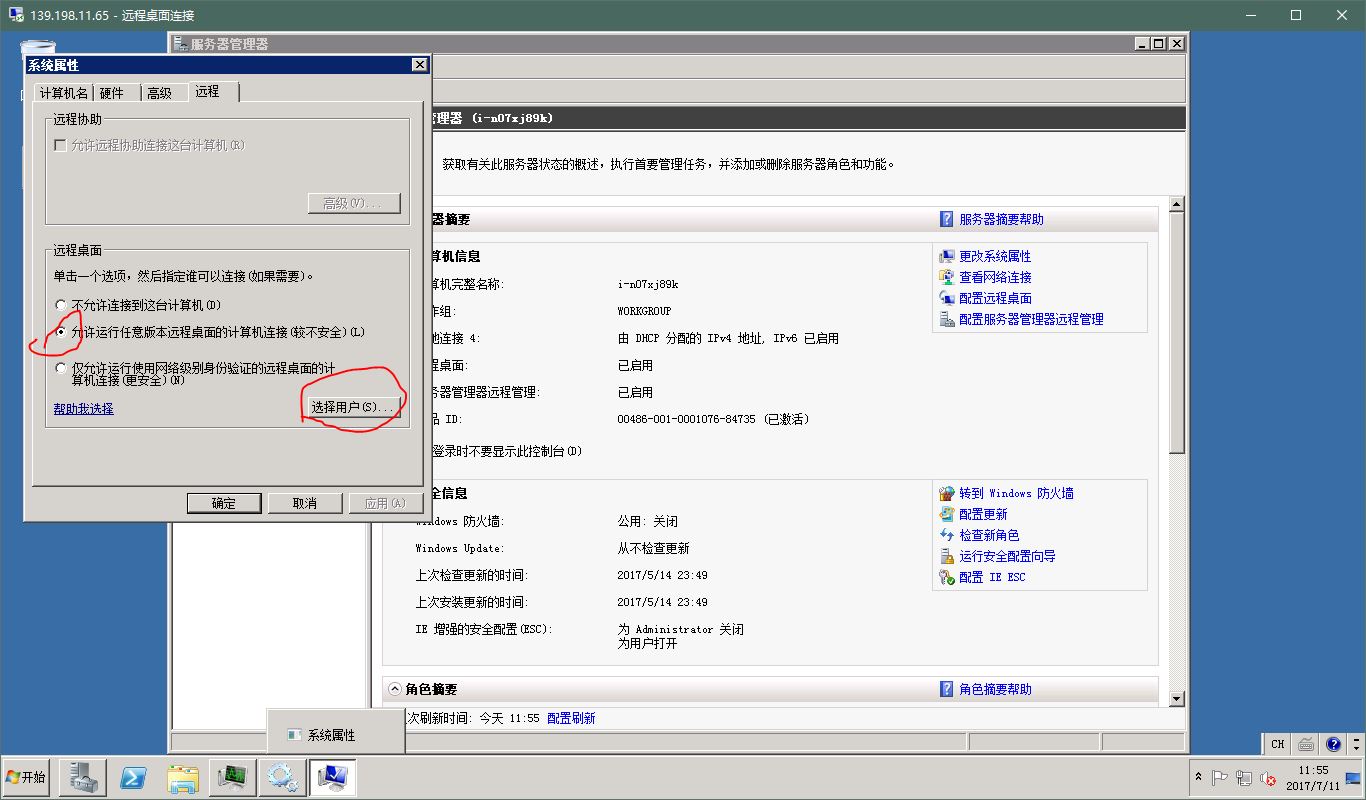 139.198.11.65 - 远程桌面连接
服务器管理器
系统属性
计算机名
硬件
高级
远程
远程协助
允许远程协助连接这台计算机(R)
高级(V)...
远程桌面
单击一个选项，然后指定谁可以连接(如果需要)。
不允许连接到这台计算机(D)
允许运行任意版本远程桌面的计算机连接(较不安全)(L)
仅允许运行使用网络级别身份验证的远程桌面的计
算机连接(更安全)(N)
帮助我选择
选择用户(S)...
确定
取消
应用(A)
管理器 (i-n07xj89k)
获取有关此服务器状态的概述，执行首要管理任务，并添加或删除服务器角色和功能。
器摘要
服务器摘要帮助
算机信息
算机完整名称:
i-n07xj89k
作组:
WORKGROUP
地连接 4:
由 DHCP 分配的 IPv4 地址, IPv6 已启用
程桌面:
已启用
务器管理器远程管理:
已启用
品 ID:
00486-001-0001076-84735 (已激活)
登录时不要显示此控制台(D)
更改系统属性
查看网络连接
配置远程桌面
配置服务器管理器远程管理
全信息
Windows 防火墙:
公用: 关闭
Windows Update:
从不检查更新
上次检查更新的时间:
2017/5/14 23:49
上次安装更新的时间:
2017/5/14 23:49
IE 增强的安全配置(ESC):
为 Administrator 关闭
为用户打开
转到 Windows 防火墙
配置更新
检查新角色
运行安全配置向导
配置 IE ESC
角色摘要
角色摘要帮助
次刷新时间: 今天 11:55 配置刷新
系统属性
CH
开始
11:55
2017/7/11